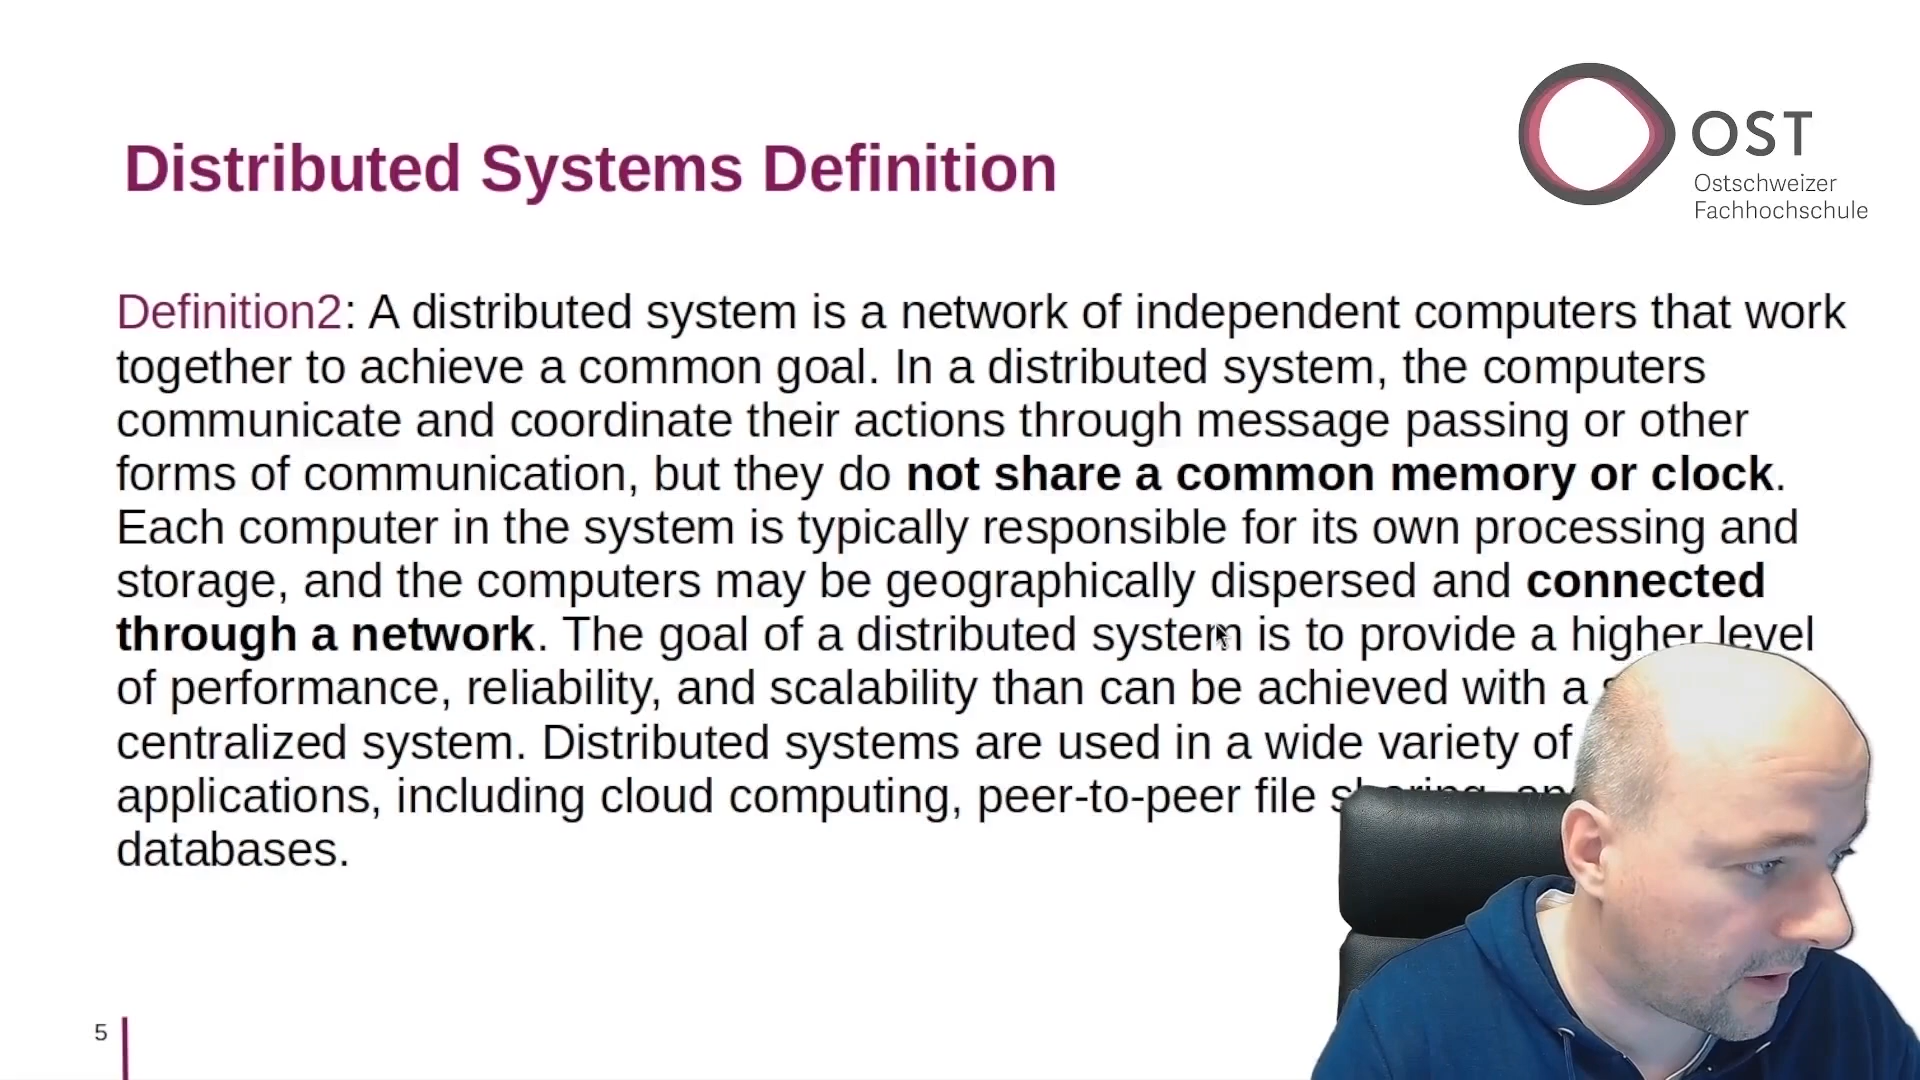 OST
Ostschweizer
Fachhochschule
Distributed Systems Definition
Definition2: A distributed system is a network of independent computers that work
together to achieve a common goal. In a distributed system, the computers
communicate and coordinate their actions through message passing or other
forms of communication, but they do not share a common memory or clock.
Each computer in the system is typically responsible for its own processing and
storage, and the computers may be geographically dispersed and connected
through a network. The goal of a distributed system is to provide a higher level
of performance, reliability, and scalability than can be achieved with a
centralized system. Distributed systems are used in a wide variety of
applications, including cloud computing, peer-to-peer file sharing, and
databases.
5